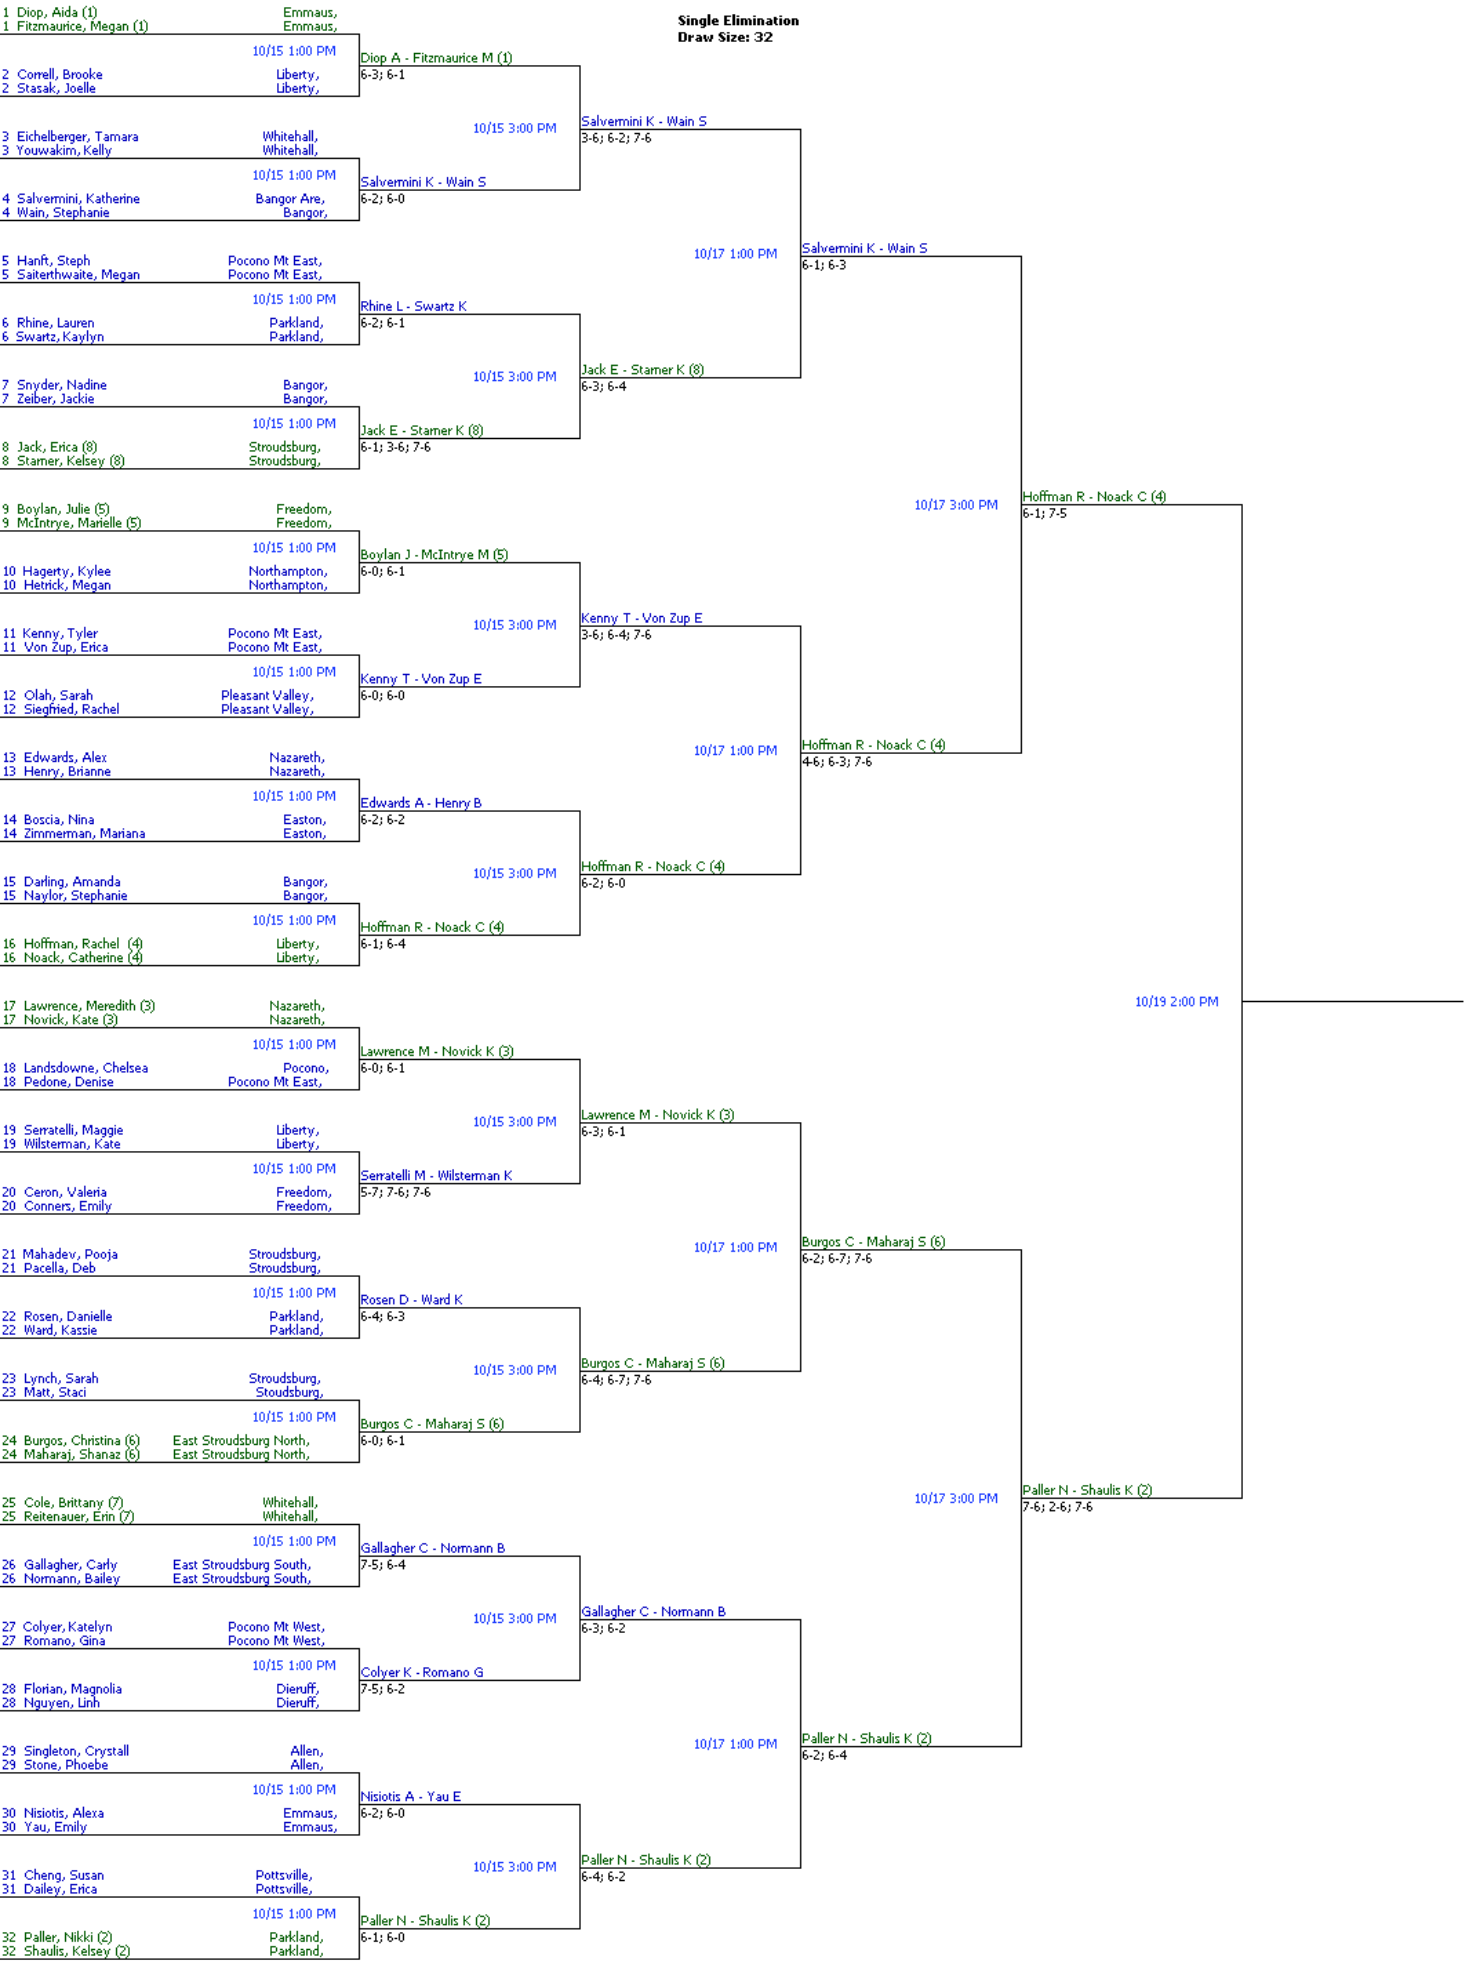 Single Elimination
Draw Size: 32
1 Diop, Aida (1) Emmaus,
1 Fitzmaurice, Megan (1) Emmaus,
10/15 1:00 PM
2 Correll, Brooke Liberty,
2 Stasak, Joelle Liberty,
3 Eichelberger, Tamara Whitehall,
3 Youwakim, Kelly Whitehall,
10/15 1:00 PM
4 Salvermini, Katherine Bangor Are,
4 Wain, Stephanie Bangor,
5 Hanft, Steph Pocono Mt East,
5 Saiterthwaite, Megan Pocono Mt East,
10/15 1:00 PM
6 Rhine, Lauren Parkland,
6 Swartz, Kaylyn Parkland,
7 Snyder, Nadine Bangor,
7 Zeiber, Jackie Bangor,
10/15 1:00 PM
8 Jack, Erica (8) Stroudsburg,
8 Starner, Kelsey (8) Stroudsburg,
9 Boylan, Julie (5) Freedom,
9 McIntrye, Marielle (5) Freedom,
10/15 1:00 PM
10 Hagerty, Kylee Northampton,
10 Hetrick, Megan Northampton,
11 Kenny, Tyler Pocono Mt East,
11 Von Zup, Erica Pocono Mt East,
10/15 1:00 PM
12 Olah, Sarah Pleasant Valley,
12 Siegfried, Rachel Pleasant Valley,
13 Edwards, Alex Nazareth,
13 Henry, Brianne Nazareth,
10/15 1:00 PM
14 Boscia, Nina Easton,
14 Zimmerman, Mariana Easton,
15 Darling, Amanda Bangor,
15 Naylor, Stephanie Bangor,
10/15 1:00 PM
16 Hoffman, Rachel (4) Liberty,
16 Noack, Catherine (4) Liberty,
17 Lawrence, Meredith (3) Nazareth,
17 Novick, Kate (3) Nazareth,
10/15 1:00 PM
18 Landsdowne, Chelsea Pocono,
18 Pedone, Denise Pocono Mt East,
19 Serratelli, Maggie Liberty,
19 Wilsterman, Kate Liberty,
10/15 1:00 PM
20 Ceron, Valeria Freedom,
20 Conners, Emily Freedom,
21 Mahadev, Pooja Stroudsburg,
21 Pacella, Deb Stroudsburg,
10/15 1:00 PM
22 Rosen, Danielle Parkland,
22 Ward, Kassie Parkland,
23 Lynch, Sarah Stroudsburg,
23 Matt, Staci Stoudsburg,
10/15 1:00 PM
24 Burgos, Christina (6) East Stroudsburg North,
24 Maharaj, Shanaz (6) East Stroudsburg North,
25 Cole, Brittany (7) Whitehall,
25 Reitenauer, Erin (7) Whitehall,
10/15 1:00 PM
26 Gallagher, Carly East Stroudsburg South,
26 Normann, Bailey East Stroudsburg South,
27 Colyer, Katelyn Pocono Mt West,
27 Romano, Gina Pocono Mt West,
10/15 1:00 PM
28 Florian, Magnolia Dieruff,
28 Nguyen, Linh Dieruff,
29 Singleton, Crystall Allen,
29 Stone, Phoebe Allen,
10/15 1:00 PM
30 Nisiotis, Alexa Emmaus,
30 Yau, Emily Emmaus,
31 Cheng, Susan Pottsville,
31 Dailey, Erica Pottsville,
10/15 1:00 PM
32 Paller, Nikki (2) Parkland,
32 Shaulis, Kelsey (2) Parkland,
Diop A - Fitzmaurice M (1)
6-3; 6-1
10/15 3:00 PM
Salvermini K - Wain S
6-2; 6-0
Rhine L - Swartz K
6-2; 6-1
10/15 3:00 PM
Jack E - Starner K (8)
6-1; 3-6; 7-6
Boylan J - McIntrye M (5)
6-0; 6-1
10/15 3:00 PM
Kenny T - Von Zup E
6-0; 6-0
Edwards A - Henry B
6-2; 6-2
10/15 3:00 PM
Hoffman R - Noack C (4)
6-1; 6-4
Lawrence M - Novick K (3)
6-0; 6-1
10/15 3:00 PM
Serratelli M - Wilsterman K
5-7; 7-6; 7-6
Rosen D - Ward K
6-4; 6-3
10/15 3:00 PM
Burgos C - Maharaj S (6)
6-0; 6-1
Gallagher C - Normann B
7-5; 6-4
10/15 3:00 PM
Colyer K - Romano G
7-5; 6-2
Nisiotis A - Yau E
6-2; 6-0
10/15 3:00 PM
Paller N - Shaulis K (2)
6-1; 6-0
Salvermini K - Wain S
3-6; 6-2; 7-6
10/17 1:00 PM
Jack E - Starner K (8)
6-3; 6-4
Kenny T - Von Zup E
3-6; 6-4; 7-6
10/17 1:00 PM
Hoffman R - Noack C (4)
6-2; 6-0
Lawrence M - Novick K (3)
6-3; 6-1
10/17 1:00 PM
Burgos C - Maharaj S (6)
6-4; 6-7; 7-6
Gallagher C - Normann B
6-3; 6-2
10/17 1:00 PM
Paller N - Shaulis K (2)
6-4; 6-2
Salvermini K - Wain S
6-1; 6-3
10/17 3:00 PM
Hoffman R - Noack C (4)
4-6; 6-3; 7-6
Burgos C - Maharaj S (6)
6-2; 6-7; 7-6
10/17 3:00 PM
Paller N - Shaulis K (2)
6-2; 6-4
Hoffman R - Noack C (4)
6-1; 7-5
10/19 2:00 PM
Paller N - Shaulis K (2)
7-6; 2-6; 7-6